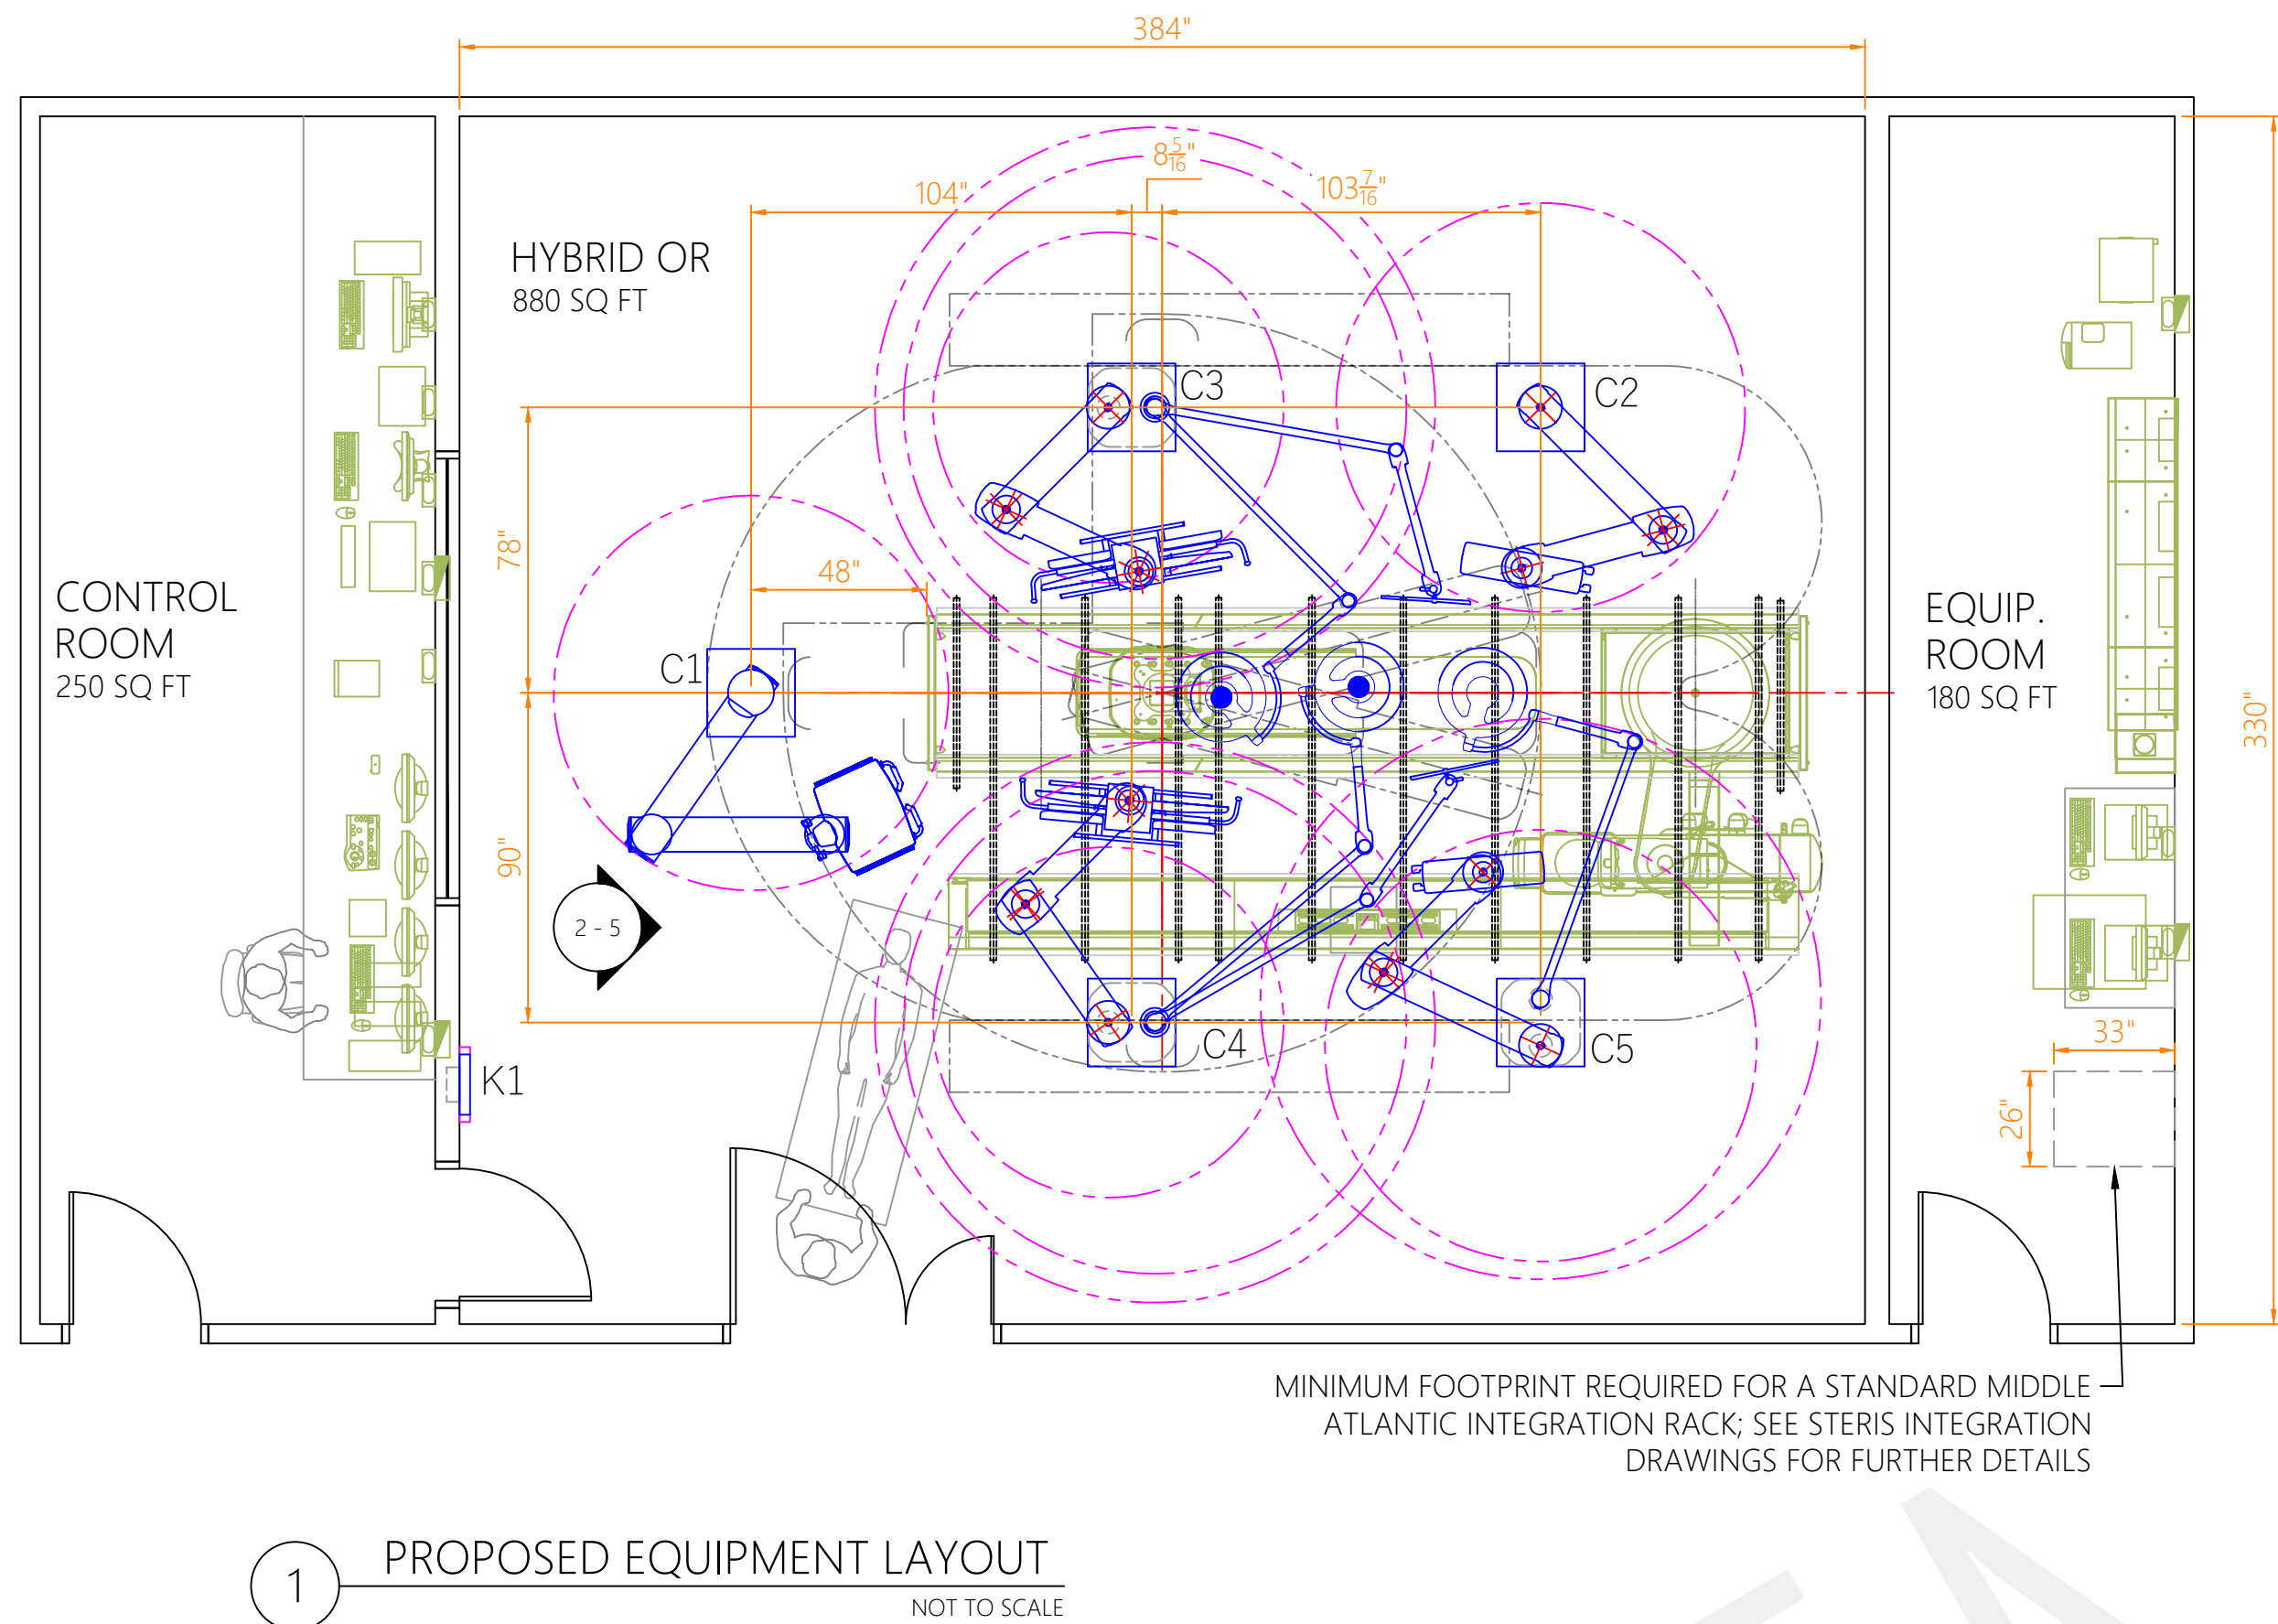 384"
8 5/16"
104"
103 7/16"
HYBRID OR
880 SQ FT
C3
C2
78"
48"
CONTROL
ROOM
250 SQ FT
EQUIP.
ROOM
180 SQ FT
C1
330"
90"
2 - 5
C4
C5
K1
33"
26"
MINIMUM FOOTPRINT REQUIRED FOR A STANDARD MIDDLE
ATLANTIC INTEGRATION RACK; SEE STERIS INTEGRATION
DRAWINGS FOR FURTHER DETAILS
1
PROPOSED EQUIPMENT LAYOUT
NOT TO SCALE